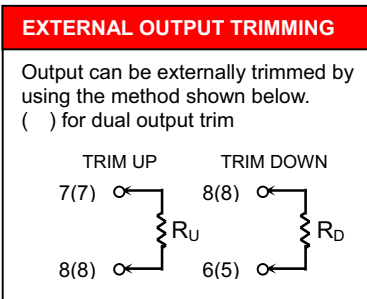 EXTERNAL OUTPUT TRIMMING
Output can be externally trimmed by
using the method shown below.
(   ) for dual output trim
TRIM UP TRIM DOWN
7(7) 8(8)
RU RD
8(8) 6(5)